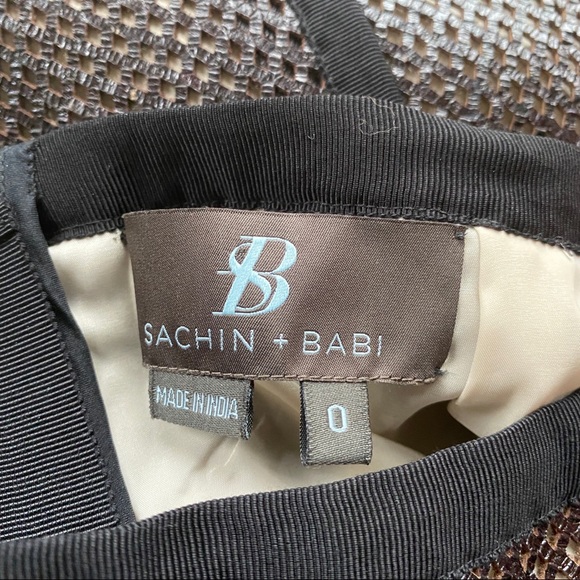 SB
SACHIN + BABI
MADE IN INDIA
0